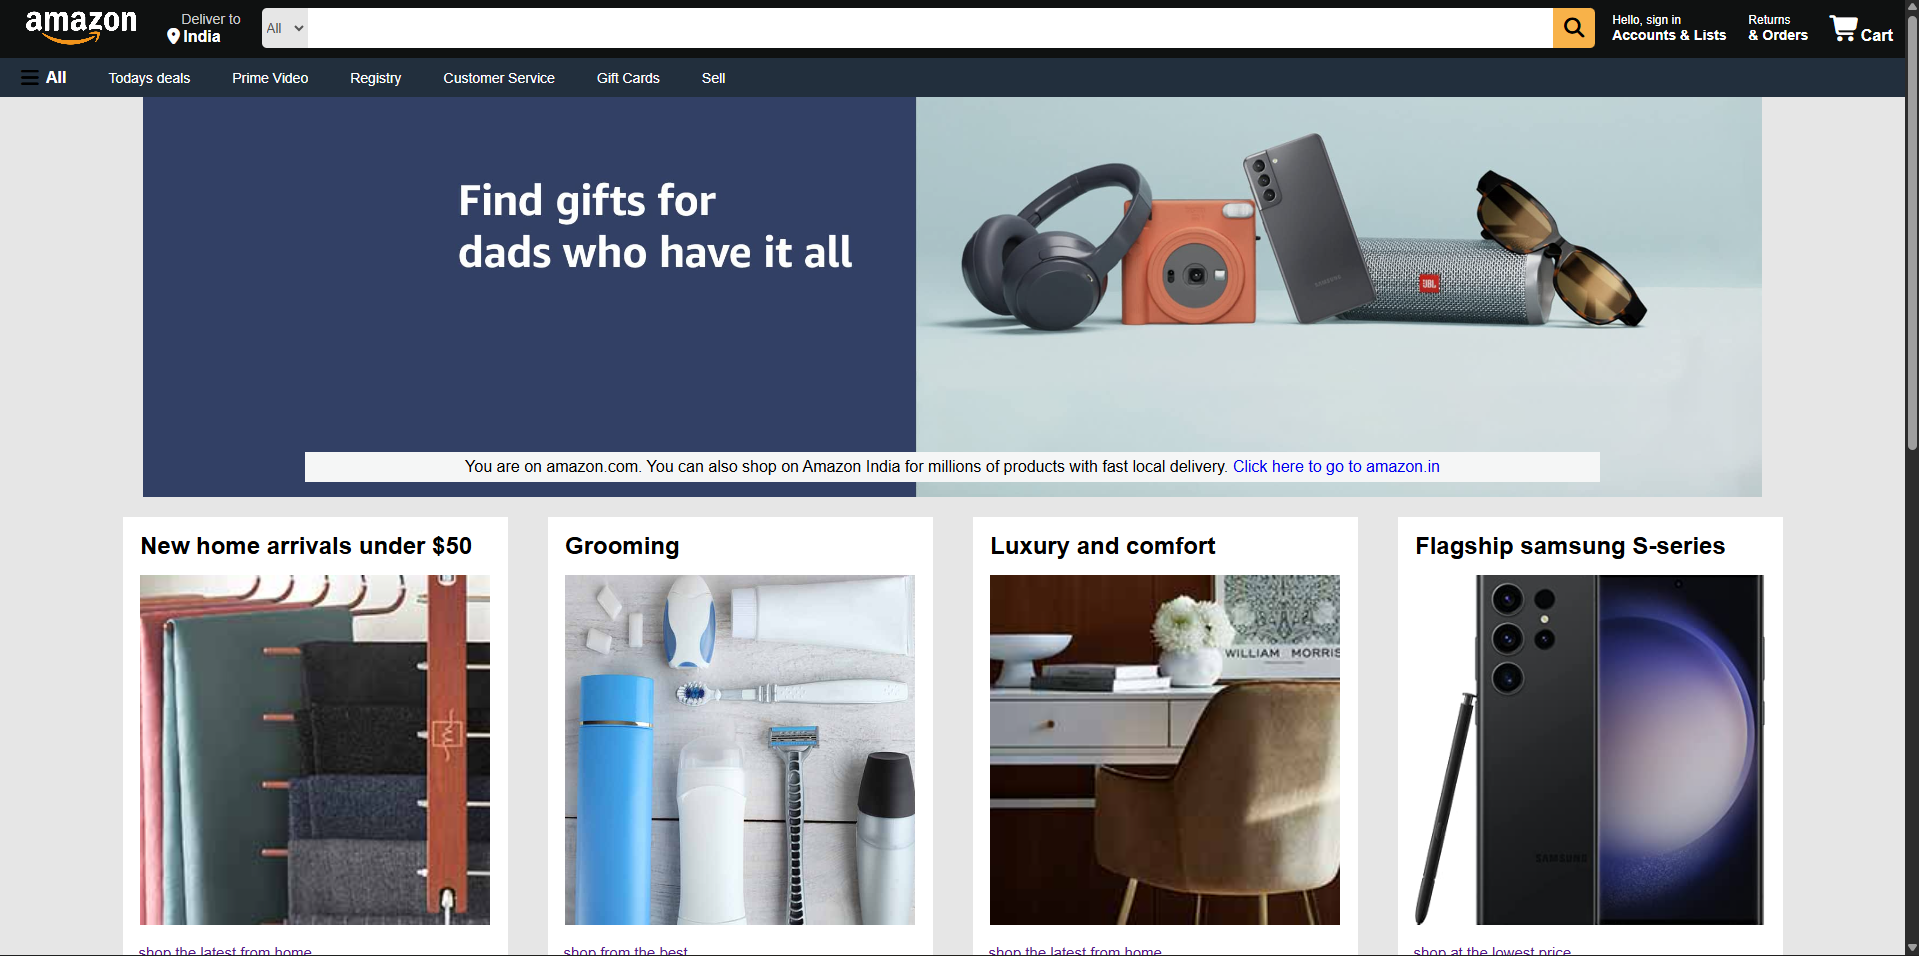 amazon
Deliver to
India
All
Hello, sign in
Accounts & Lists
Returns
& Orders
Cart
All
Todays deals
Prime Video
Registry
Customer Service
Gift Cards
Sell
Find gifts for
dads who have it all
SAMSUNG
JBL
You are on amazon.com. You can also shop on Amazon India for millions of products with fast local delivery. Click here to go to amazon.in
New home arrivals under $50
Grooming
Luxury and comfort
Flagship samsung S-series
WILLIAM MORRIS
SAMSUNG
shop the latest from home
shop from the best
shop the latest from home
shop at the lowest price